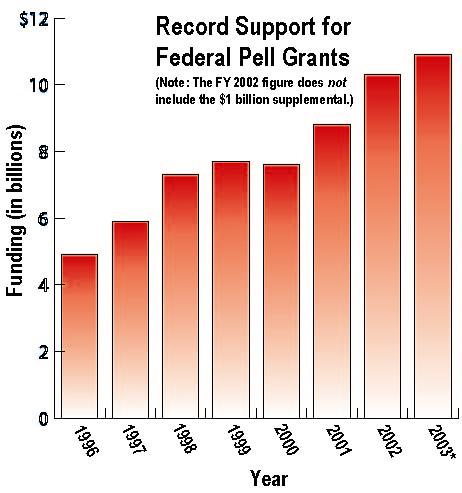 Record Support for
Federal Pell Grants
(Note: The FY 2002 figure does not
include the $1 billion supplemental.)
Funding (in billions)
$12
10
8
6
4
2
0
1996
1997
1998
1999
2000
2001
2002
2003*
Year